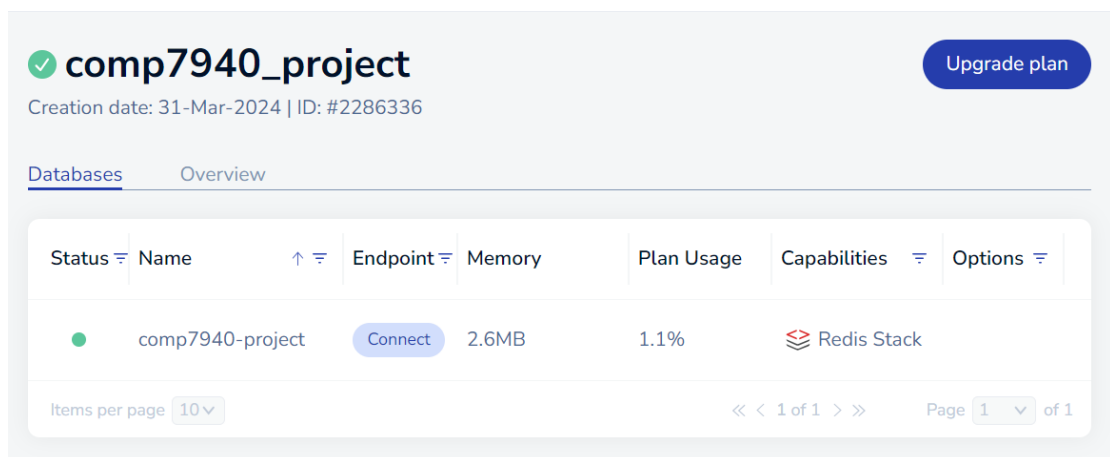 comp7940_project
Upgrade plan
Creation date: 31-Mar-2024 | ID: #2286336
Databases Overview
Status Name Endpoint Memory Plan Usage Capabilities Options
comp7940-project Connect 2.6MB 1.1% Redis Stack
Items per page 10 1 of 1 Page 1 of 1